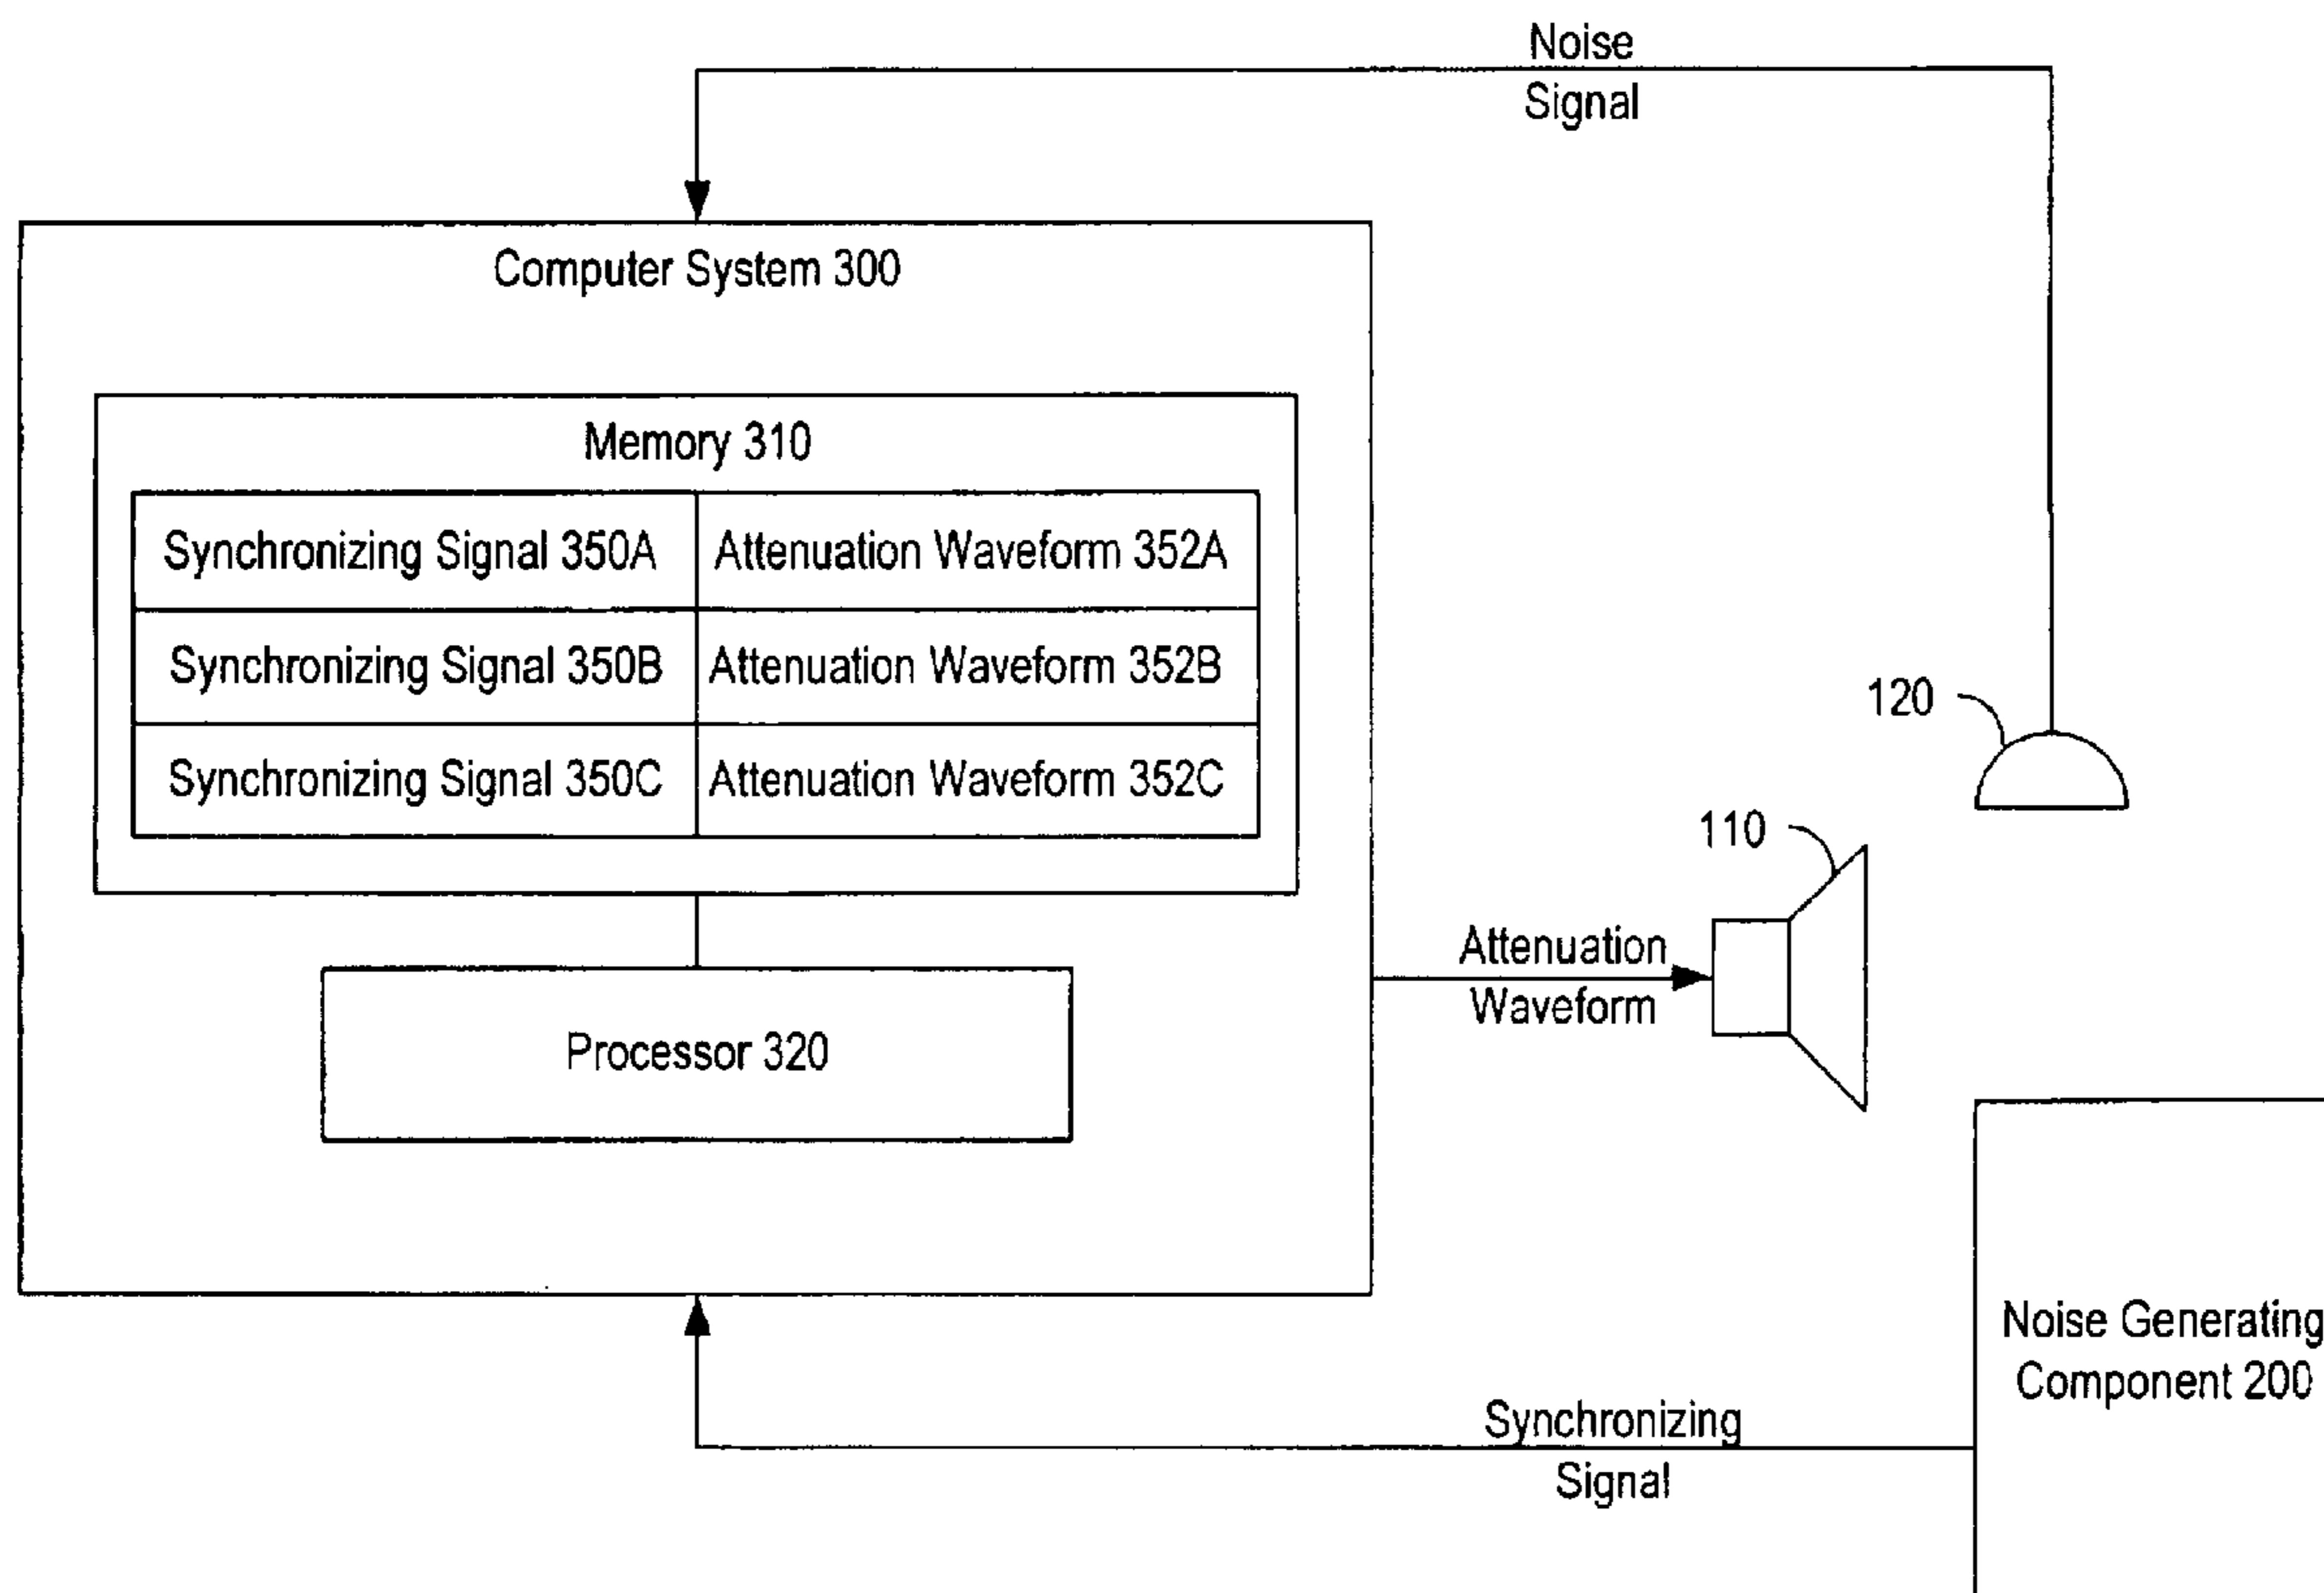 Noise
Signal
Computer System 300
Memory 310
Synchronizing Signal 350A Attenuation Waveform 352A
Synchronizing Signal 350B Attenuation Waveform 352B
Synchronizing Signal 350C Attenuation Waveform 352C
120
110
Attenuation
Waveform
Processor 320
Noise Generating
Component 200
Synchronizing
Signal